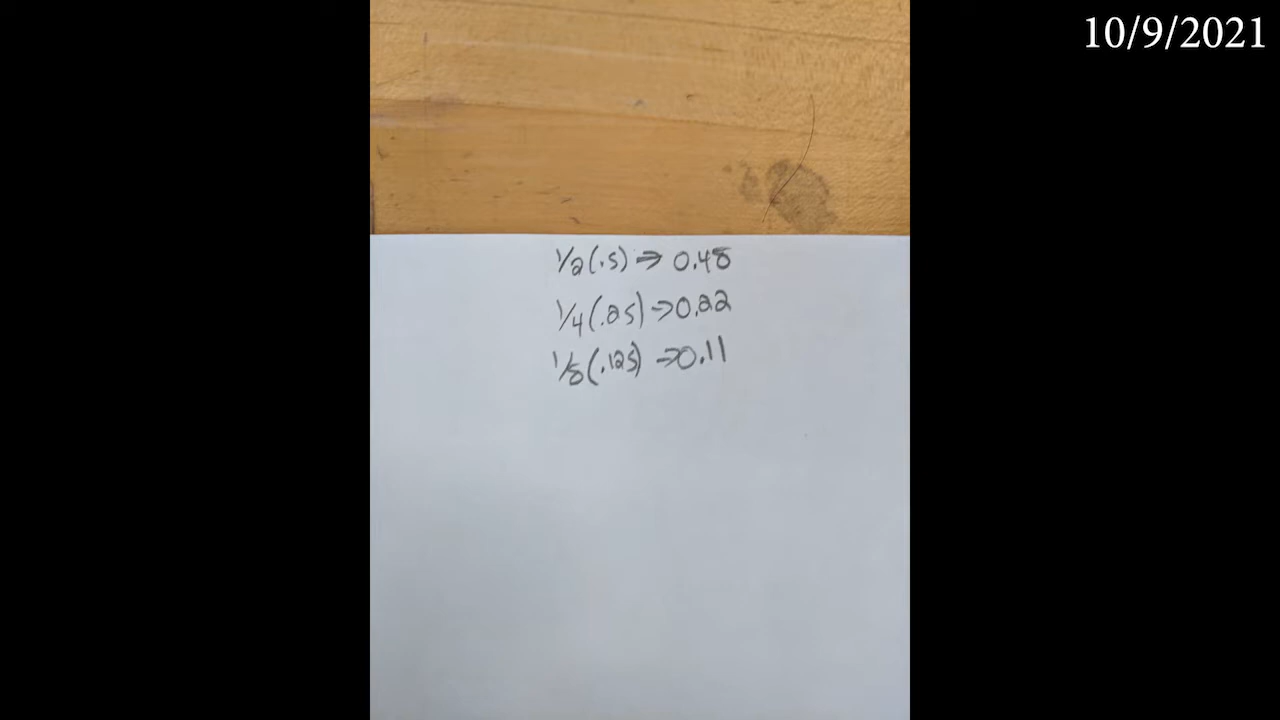 10/9/2021
1/2(.5) => 0.48
1/4(.25) -> 0.22
1/8(.125) -> 0.11